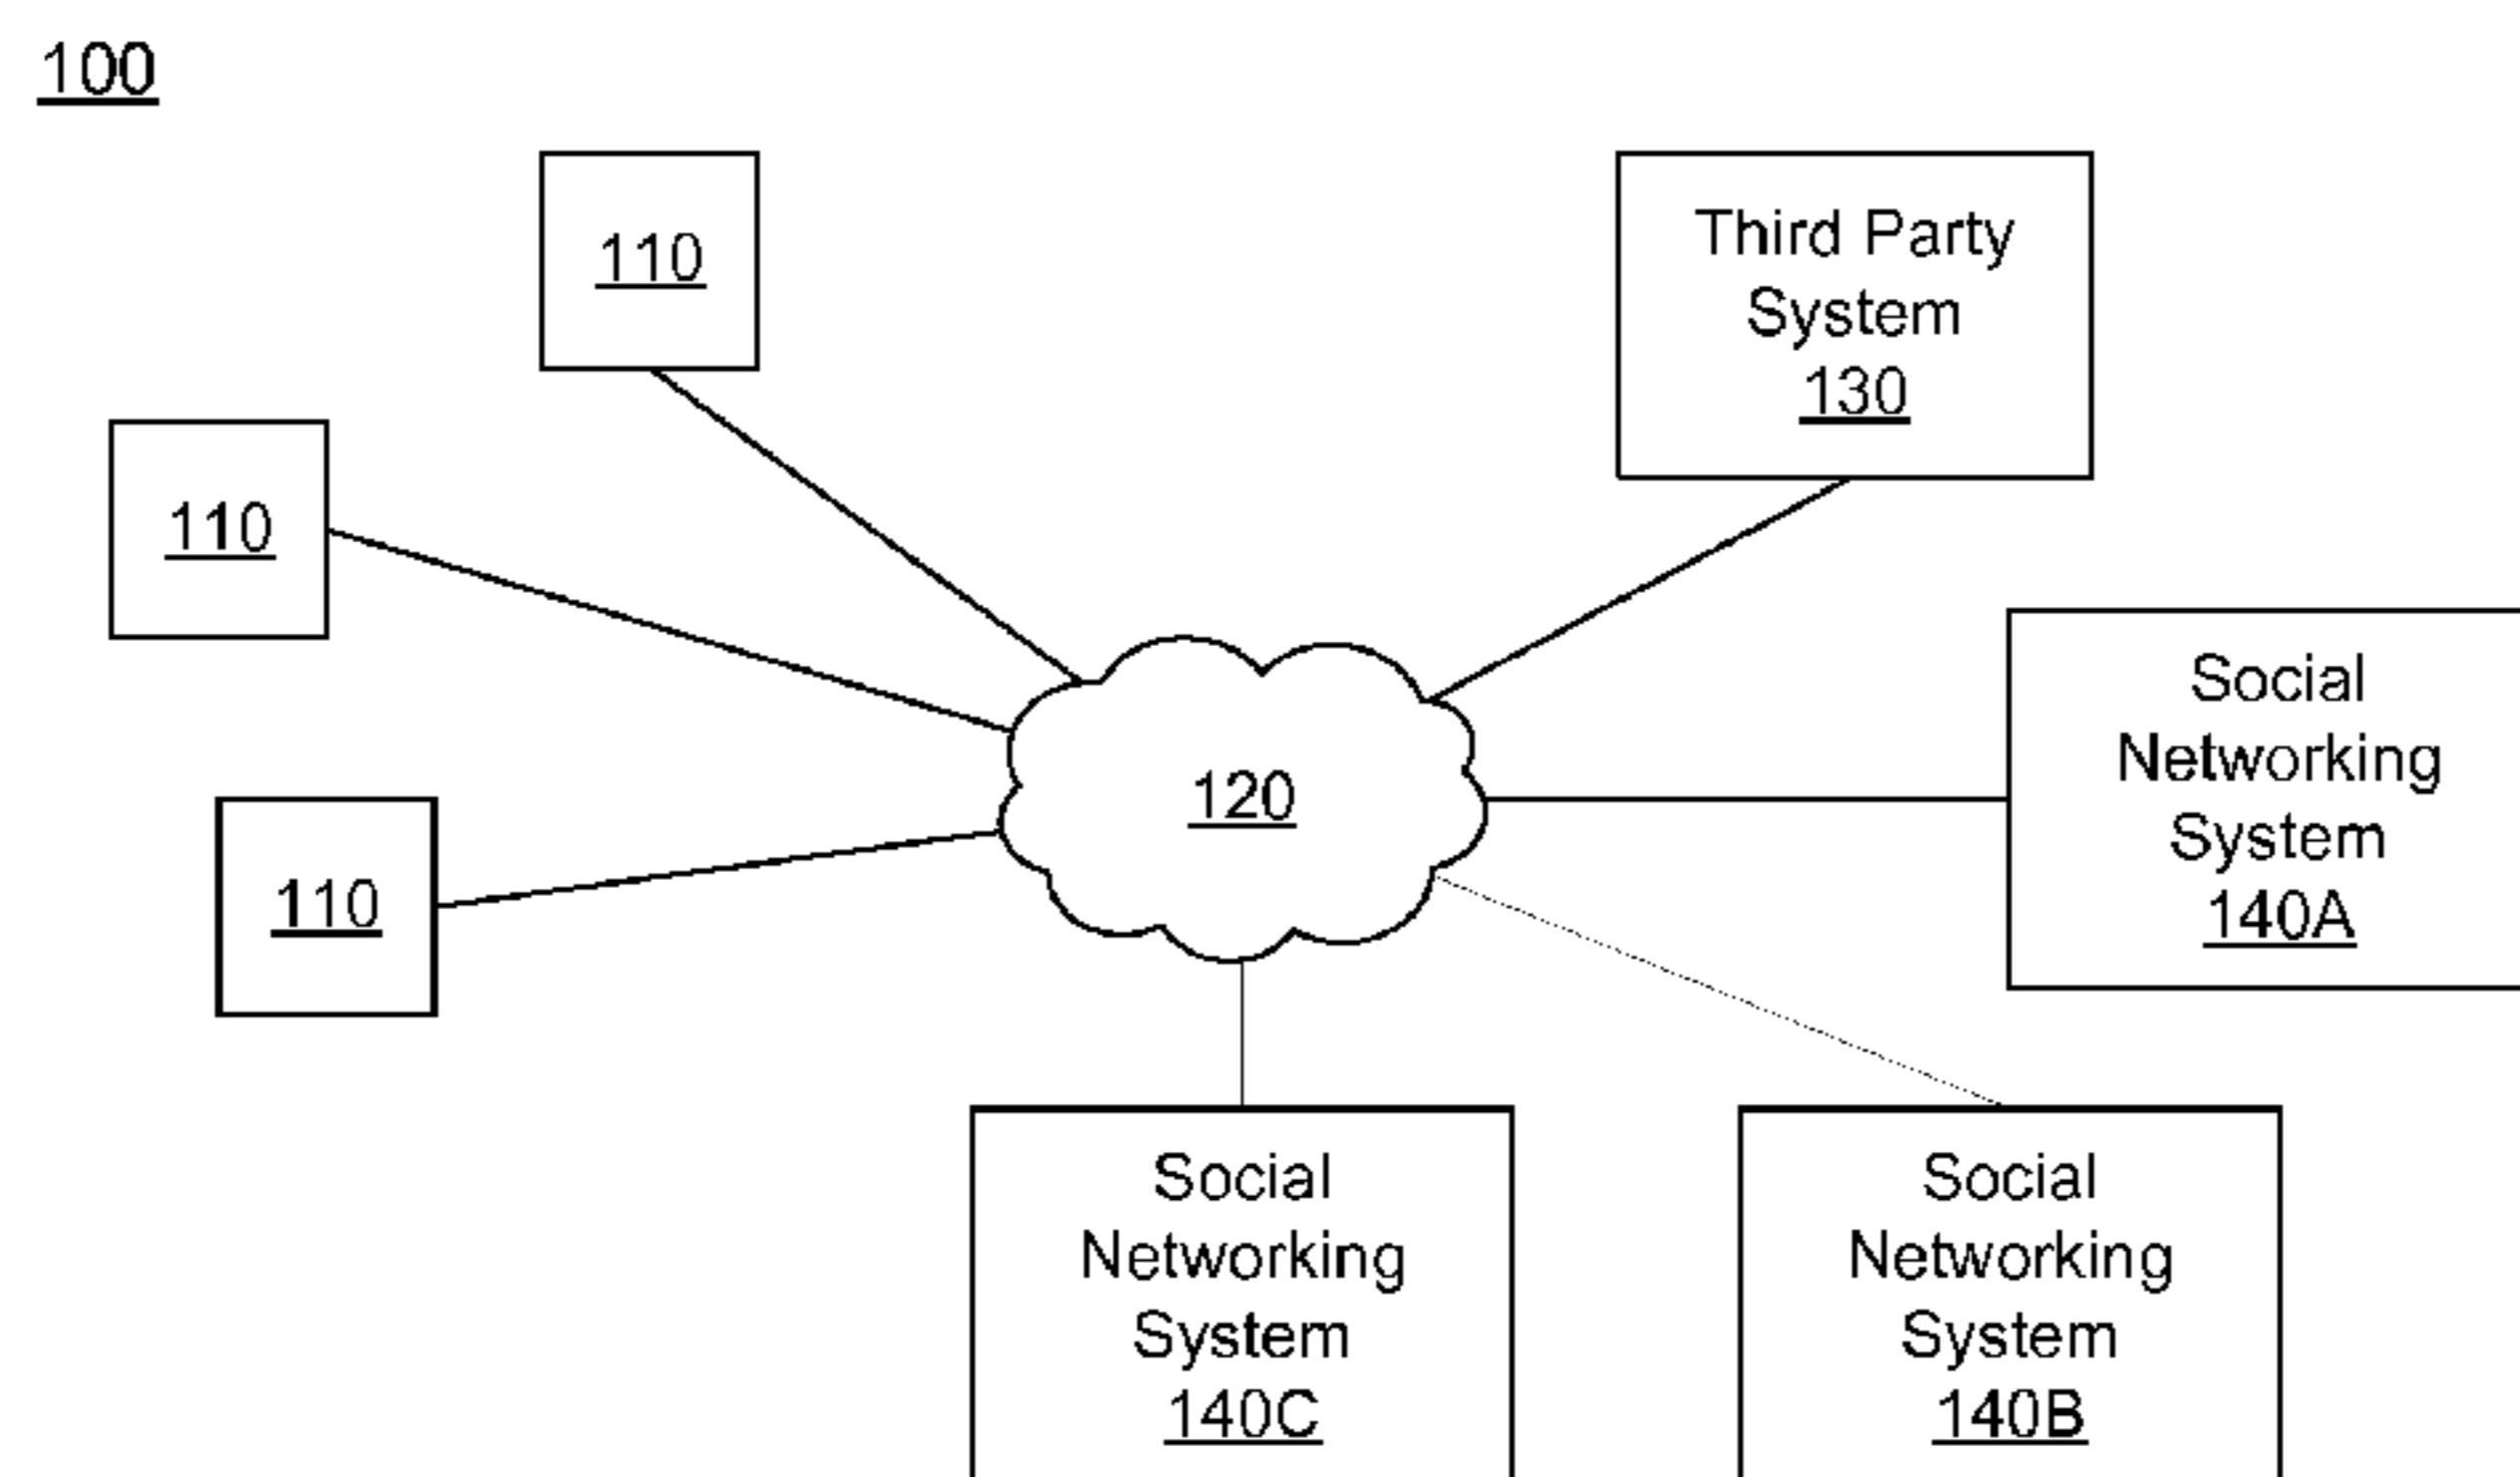 100
110
Third Party
System
130
110
Social
Networking
System
140A
120
110
Social
Networking
System
140C
Social
Networking
System
140B